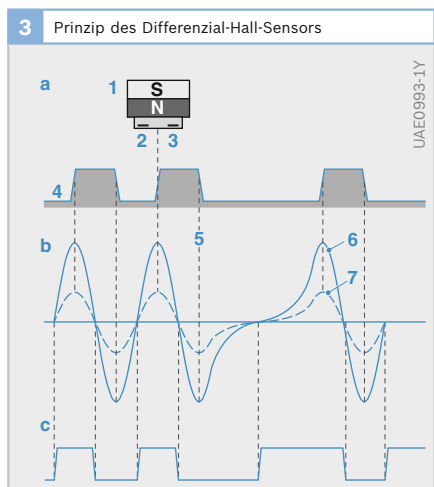 3 Prinzip des Differenzial-Hall-Sensors
UAE0993-1Y
a
1
S
N
2 3
4
5
b
6
7
c